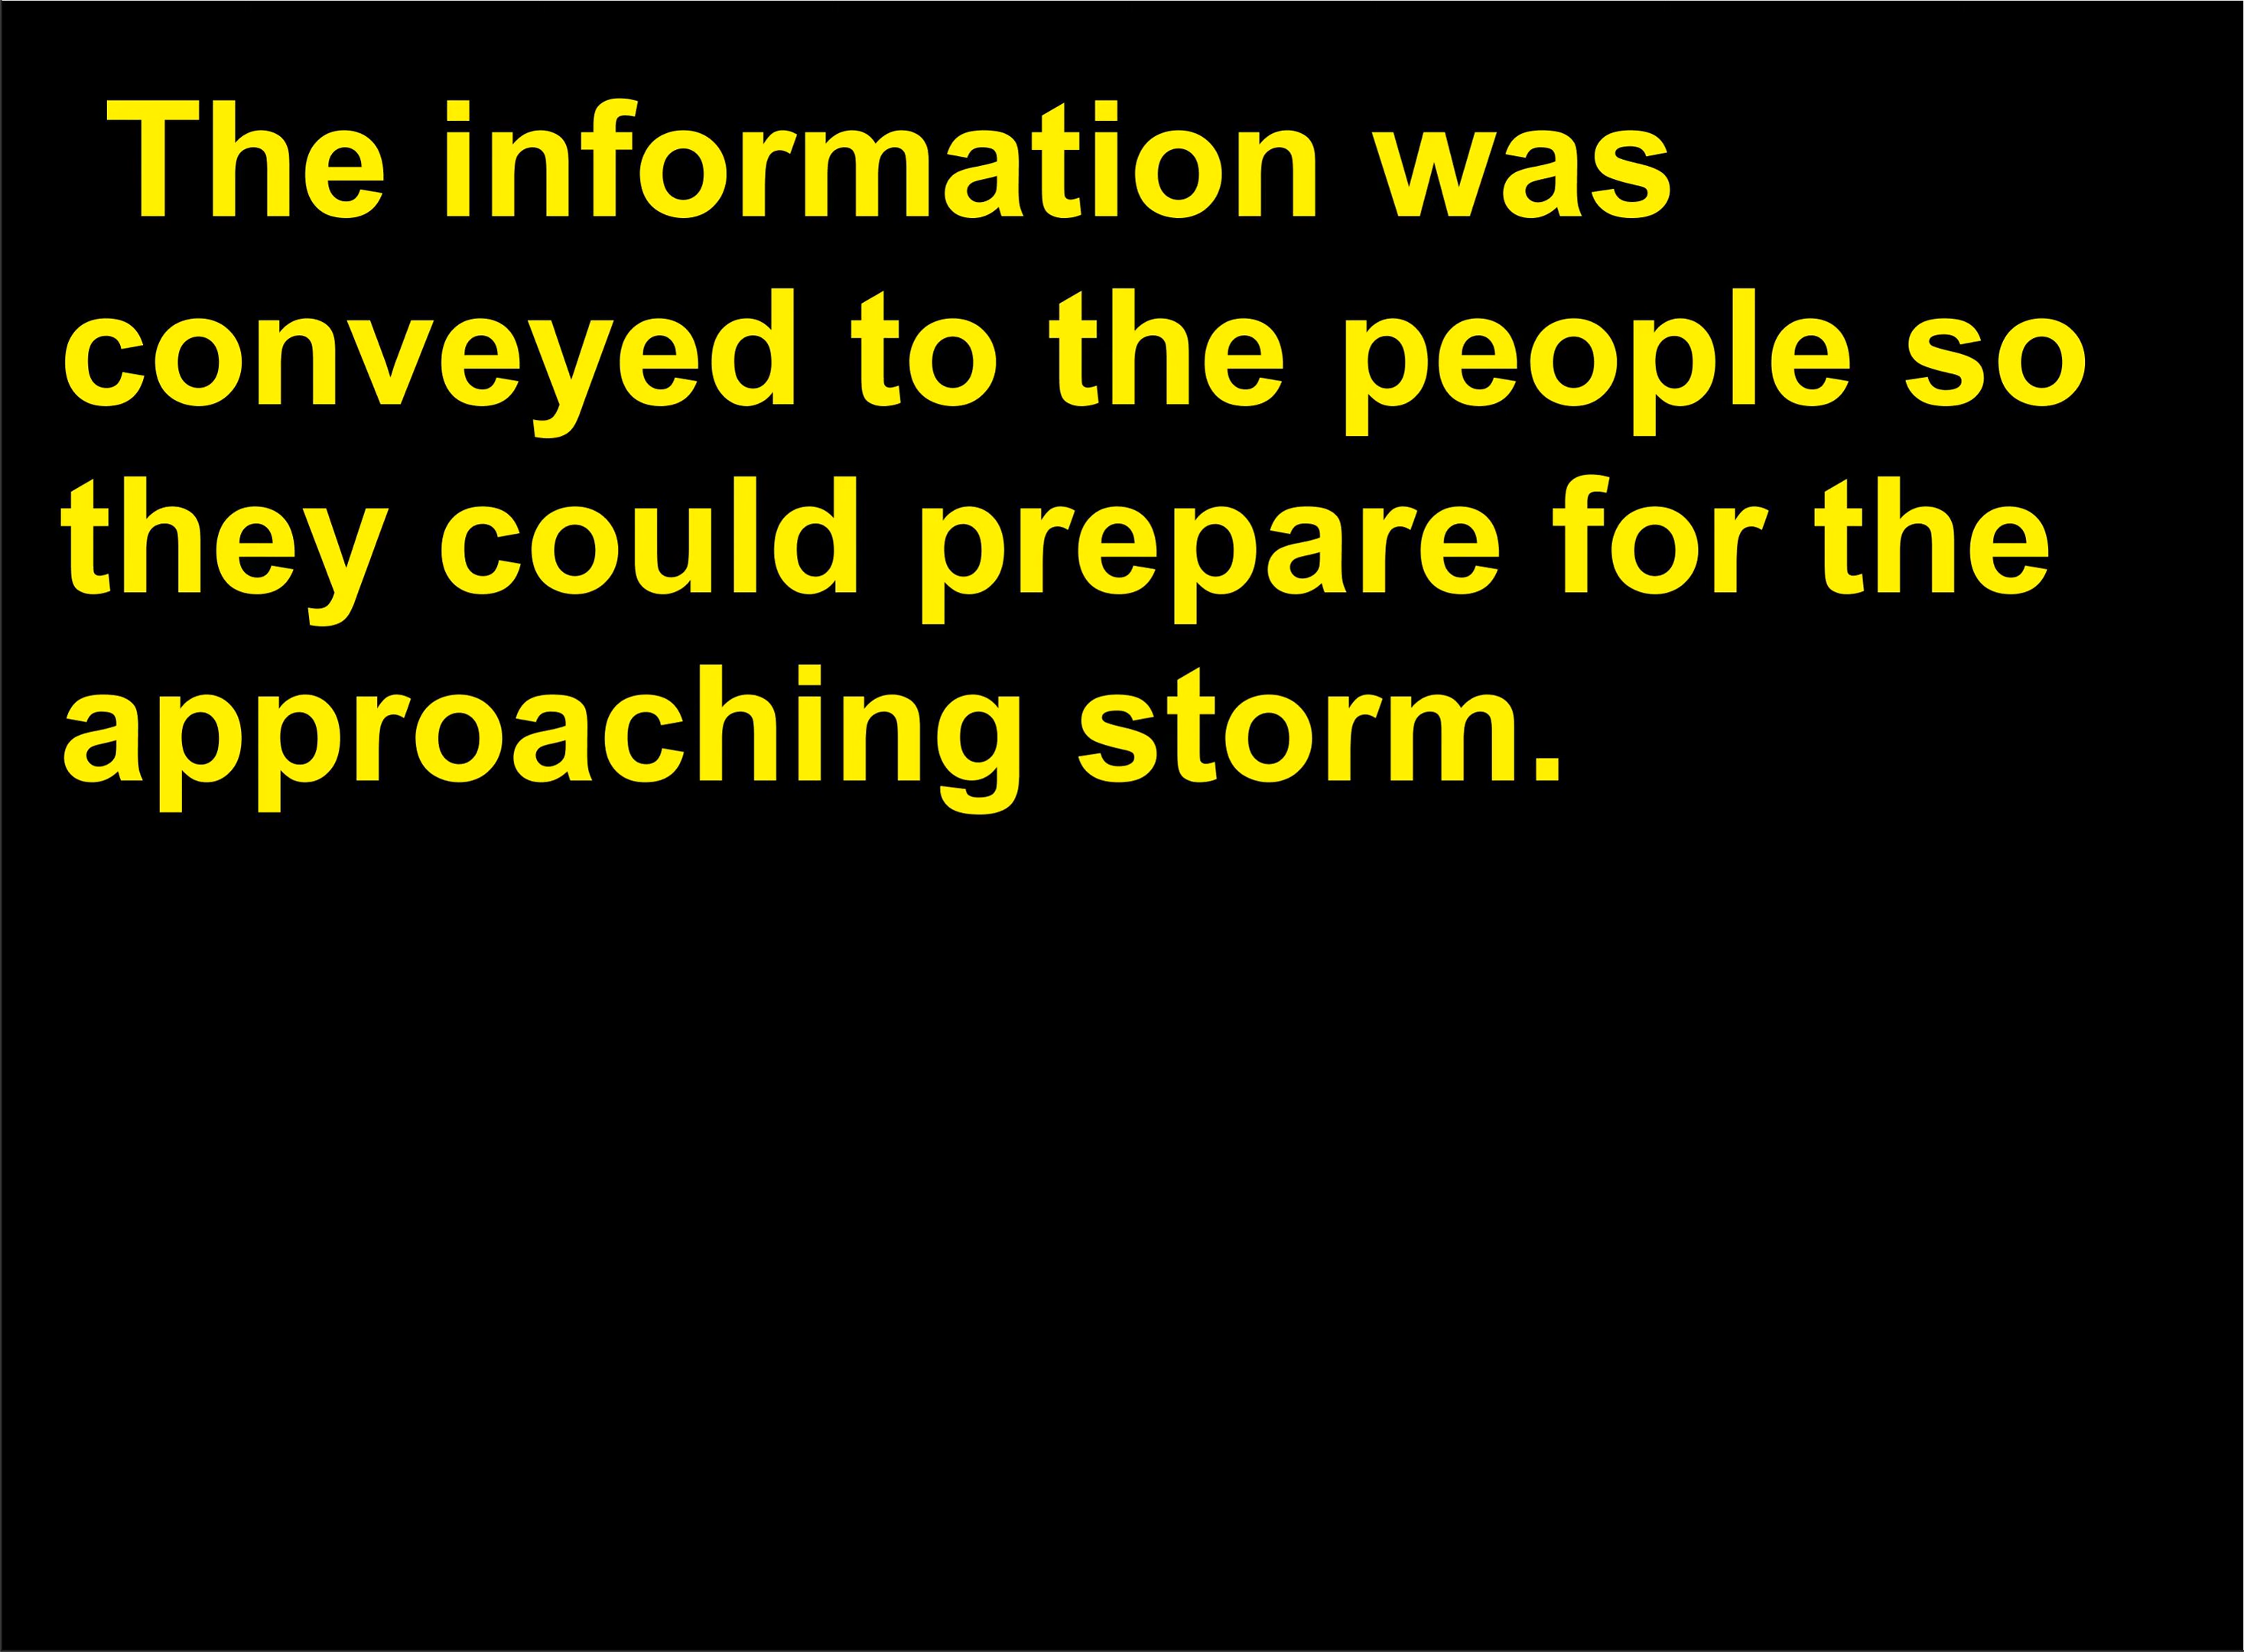 The information was
conveyed to the people so
they could prepare for the
approaching storm.